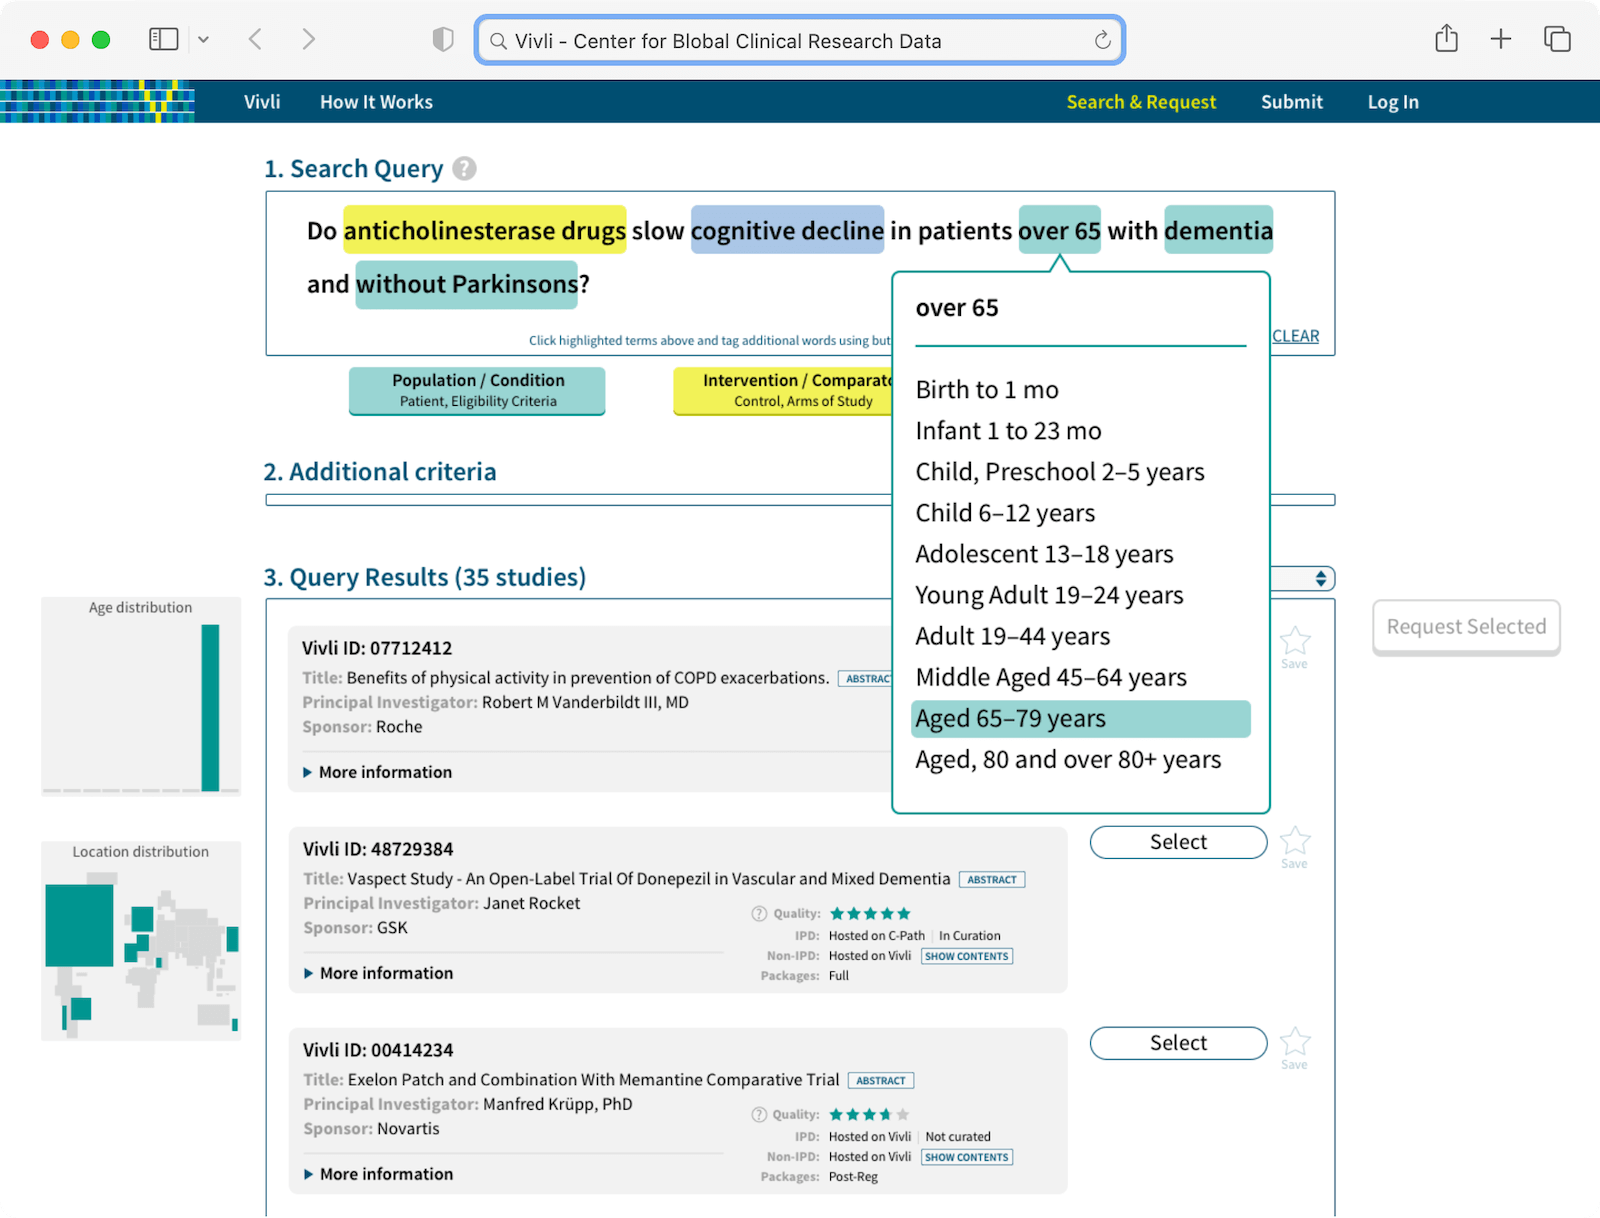 Vivli - Center for Blobal Clinical Research Data
Vivli How It Works Search & Request Submit Log In
1. Search Query ?
Do anticholinesterase drugs slow cognitive decline in patients over 65 with dementia
and without Parkinsons?
Click highlighted terms above and tag additional words using but
CLEAR
Population / Condition
Patient, Eligibility Criteria
Intervention / Comparato
Control, Arms of Study
over 65
Birth to 1 mo
Infant 1 to 23 mo
Child, Preschool 2–5 years
Child 6–12 years
Adolescent 13–18 years
Young Adult 19–24 years
Adult 19–44 years
Middle Aged 45–64 years
Aged 65–79 years
Aged, 80 and over 80+ years
2. Additional criteria
3. Query Results (35 studies)
Age distribution
Location distribution
Request Selected
Vivli ID: 07712412
Title: Benefits of physical activity in prevention of COPD exacerbations. ABSTRAC
Principal Investigator: Robert M Vanderbildt III, MD
Sponsor: Roche
More information
Save
Vivli ID: 48729384
Title: Vaspect Study - An Open-Label Trial Of Donepezil in Vascular and Mixed Dementia ABSTRACT
Principal Investigator: Janet Rocket
Sponsor: GSK
More information
? Quality:
IPD: Hosted on C-Path | In Curation
Non-IPD: Hosted on Vivli SHOW CONTENTS
Packages: Full
Select
Save
Vivli ID: 00414234
Title: Exelon Patch and Combination With Memantine Comparative Trial ABSTRACT
Principal Investigator: Manfred Krüpp, PhD
Sponsor: Novartis
More information
? Quality:
IPD: Hosted on Vivli | Not curated
Non-IPD: Hosted on Vivli SHOW CONTENTS
Packages: Post-Reg
Select
Save